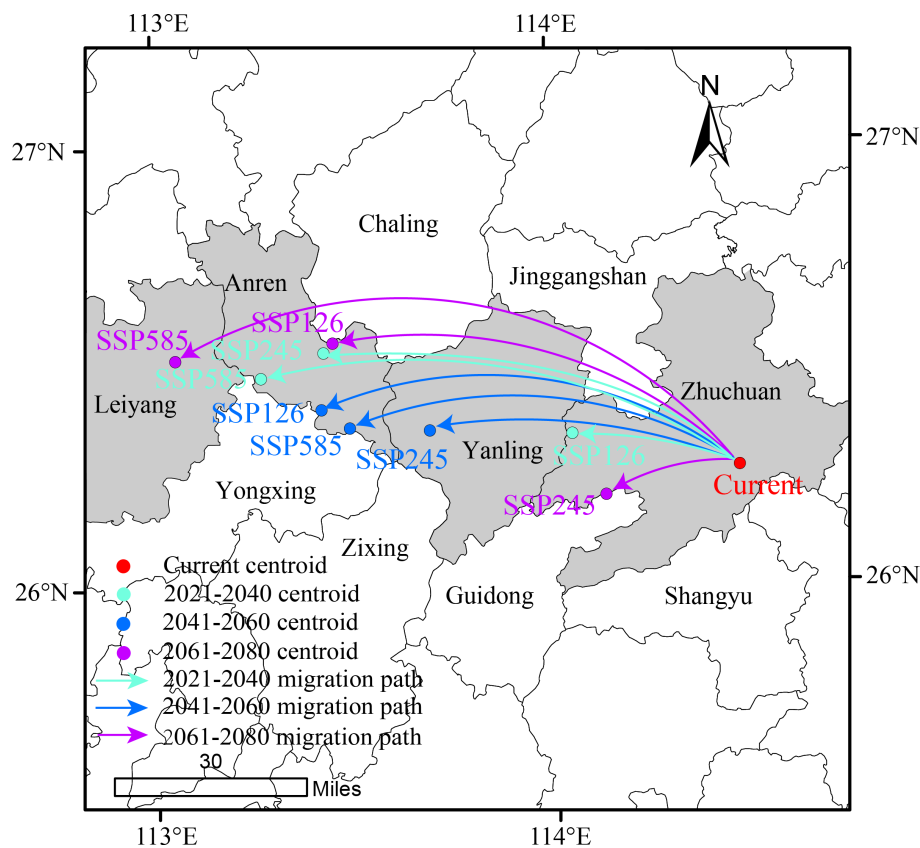 113°E
114°E
N
27°N
27°N
Chaling
Jinggangshan
Anren
SSP126
SSP585
SSP245
SSP585
Zhuchuan
Leiyang
SSP126
SSP585
SSP245
Yanling
SSP126
Current
SSP245
Yongxing
Zixing
26°N
26°N
Guidong
Shangyu
Current centroid
2021-2040 centroid
2041-2060 centroid
2061-2080 centroid
2021-2040 migration path
2041-2060 migration path
2061-2080 migration path
30
Miles
113°E
114°E